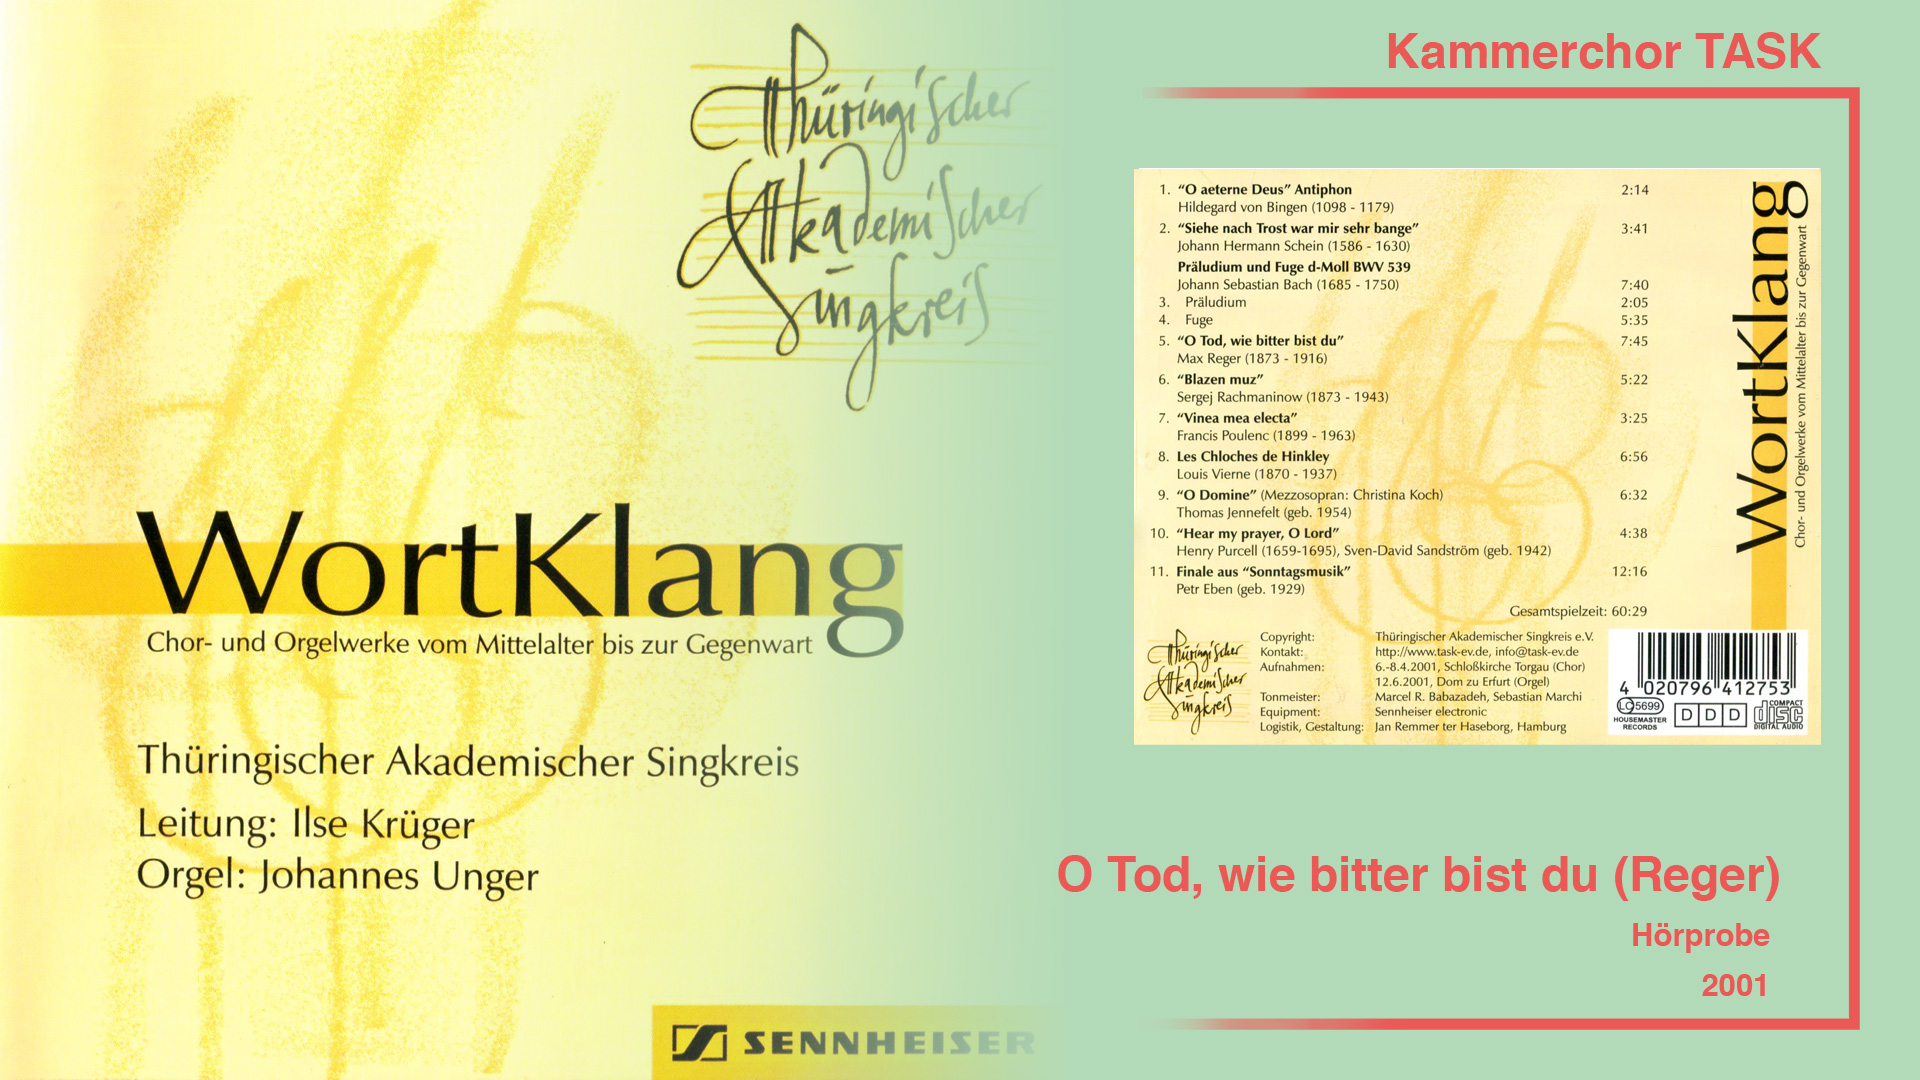 Thüringischer
Akademischer
Singkreis
WortKlang
Chor- und Orgelwerke vom Mittelalter bis zur Gegenwart
Thüringischer Akademischer Singkreis
Leitung: Ilse Krüger
Orgel: Johannes Unger
SENNHEISER
Kammerchor TASK
1. “O aeterne Deus” Antiphon 2:14
Hildegard von Bingen (1098 - 1179)
2. “Siehe nach Trost war mir sehr bange” 3:41
Johann Hermann Schein (1586 - 1630)
Präludium und Fuge d-Moll BWV 539
Johann Sebastian Bach (1685 - 1750) 7:40
3. Präludium 2:05
4. Fuge 5:35
5. “O Tod, wie bitter bist du” 7:45
Max Reger (1873 - 1916)
6. “Blazen muz” 5:22
Sergej Rachmaninow (1873 - 1943)
7. “Vinea mea electa” 3:25
Francis Poulenc (1899 - 1963)
8. Les Chloches de Hinkley 6:56
Louis Vierne (1870 - 1937)
9. “O Domine” (Mezzosopran: Christina Koch) 6:32
Thomas Jennefelt (geb. 1954)
10. “Hear my prayer, O Lord” 4:38
Henry Purcell (1659-1695), Sven-David Sandström (geb. 1942)
11. Finale aus “Sonntagsmusik” 12:16
Petr Eben (geb. 1929)
Gesamtspielzeit: 60:29
WortKlang
Chor- und Orgelwerke vom Mittelalter bis zur Gegenwart
Thüringischer
Akademischer
Singkreis
Copyright: Thüringischer Akademischer Singkreis e.V.
Kontakt: http://www.task-ev.de, info@task-ev.de
Aufnahmen: 6.-8.4.2001, Schloßkirche Torgau (Chor)
12.6.2001, Dom zu Erfurt (Orgel)
Tonmeister: Marcel R. Babazadeh, Sebastian Marchi
Equipment: Sennheiser electronic
Logistik, Gestaltung: Jan Remmer ter Haseborg, Hamburg
4 020796 412753
LC 5699
HOUSEMASTER
RECORDS
D D D
COMPACT
disc
DIGITAL AUDIO
O Tod, wie bitter bist du (Reger)
Hörprobe
2001